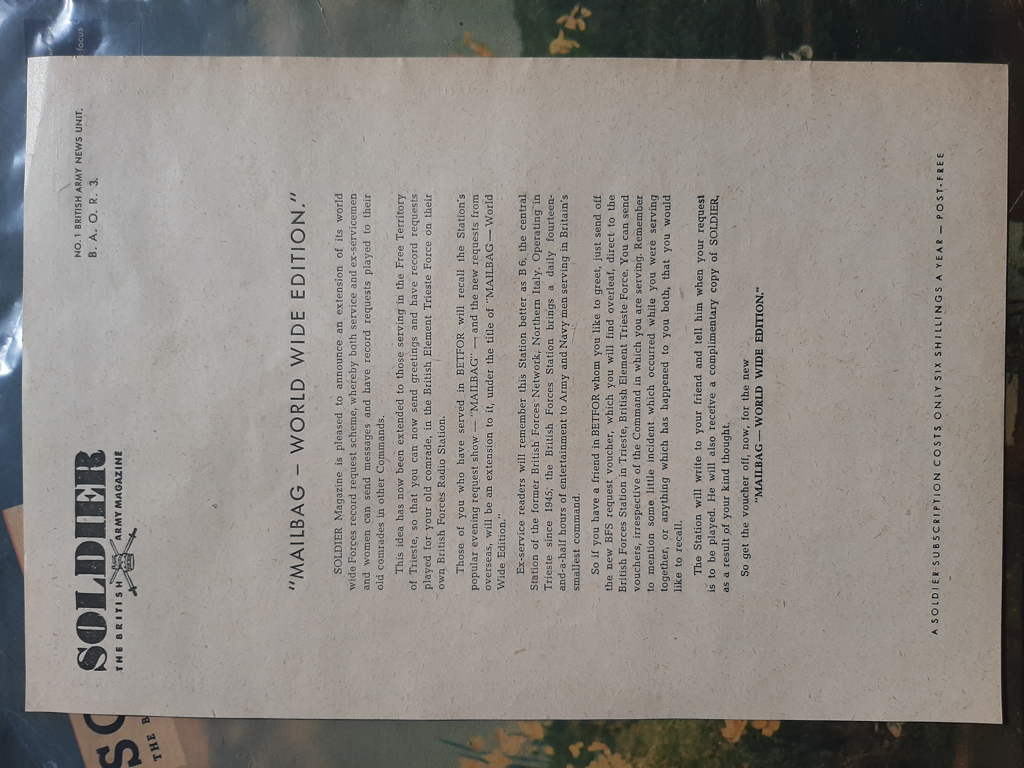 SOLDIER
THE BRITISH ARMY MAGAZINE
NO. 1 BRITISH ARMY NEWS UNIT,
B. A. O. R. 3.
"MAILBAG — WORLD WIDE EDITION."
SOLDIER Magazine is pleased to announce an extension of its world
wide Forces record request scheme, whereby both service and ex-servicemen
and women can send messages and have record requests played to their
old comrades in other Commands.
This idea has now been extended to those serving in the Free Territory
of Trieste, so that you can now send greetings and have record requests
played for your old comrade, in the British Element Trieste Force on their
own British Forces Radio Station.
Those of you who have served in BETFOR will recall the Station's
popular evening request show — "MAILBAG" — and the new requests from
overseas, will be an extension to it, under the title of "MAILBAG — World
Wide Edition."
Ex-service readers will remember this Station better as B 6, the central
Station of the former British Forces Network, Northern Italy. Operating in
Trieste since 1945, the British Forces Station brings a daily fourteen-
and-a-half hours of entertainment to Army and Navy men serving in Britain's
smallest command.
So if you have a friend in BETFOR whom you like to greet, just send off
the new BFS request voucher, which you will find overleaf, direct to the
British Forces Station in Trieste, British Element Trieste Force. You can send
vouchers, irrespective of the Command in which you are serving. Remember
to mention some little incident which occurred while you were serving
together, or anything which has happened to you both, that you would
like to recall.
The Station will write to your friend and tell him when your request
is to be played. He will also receive a complimentary copy of SOLDIER,
as a result of your kind thought.
So get the voucher off, now, for the new
"MAILBAG — WORLD WIDE EDITION."
A SOLDIER SUBSCRIPTION COSTS ONLY SIX SHILLINGS A YEAR — POST-FREE
SO
THE B
focus